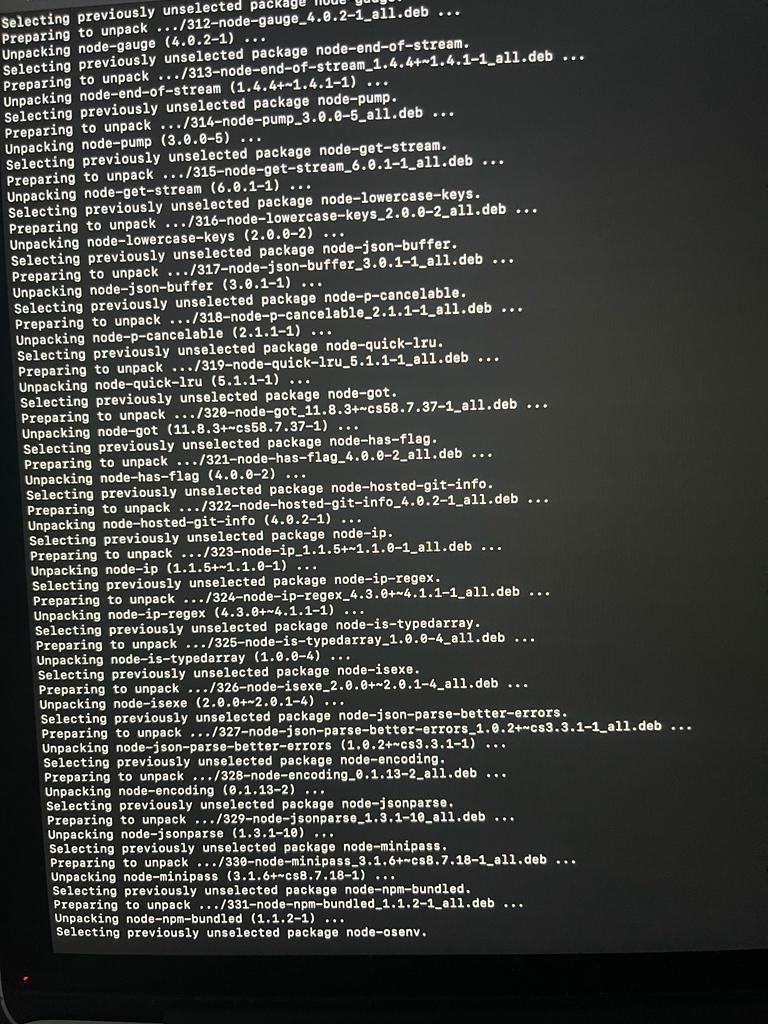 Selecting previously unselected package node-gauge.
Preparing to unpack .../312-node-gauge_4.0.2-1_all.deb ...
Unpacking node-gauge (4.0.2-1) ...
Selecting previously unselected package node-end-of-stream.
Preparing to unpack .../313-node-end-of-stream_1.4.4+~1.4.1-1_all.deb ...
Unpacking node-end-of-stream (1.4.4+~1.4.1-1) ...
Selecting previously unselected package node-pump.
Preparing to unpack .../314-node-pump_3.0.0-5_all.deb ...
Unpacking node-pump (3.0.0-5) ...
Selecting previously unselected package node-get-stream.
Preparing to unpack .../315-node-get-stream_6.0.1-1_all.deb ...
Unpacking node-get-stream (6.0.1-1) ...
Selecting previously unselected package node-lowercase-keys.
Preparing to unpack .../316-node-lowercase-keys_2.0.0-2_all.deb ...
Unpacking node-lowercase-keys (2.0.0-2) ...
Selecting previously unselected package node-json-buffer.
Preparing to unpack .../317-node-json-buffer_3.0.1-1_all.deb ...
Unpacking node-json-buffer (3.0.1-1) ...
Selecting previously unselected package node-p-cancelable.
Preparing to unpack .../318-node-p-cancelable_2.1.1-1_all.deb ...
Unpacking node-p-cancelable (2.1.1-1) ...
Selecting previously unselected package node-quick-lru.
Preparing to unpack .../319-node-quick-lru_5.1.1-1_all.deb ...
Unpacking node-quick-lru (5.1.1-1) ...
Selecting previously unselected package node-got.
Preparing to unpack .../320-node-got_11.8.3+~cs58.7.37-1_all.deb ...
Unpacking node-got (11.8.3+~cs58.7.37-1) ...
Selecting previously unselected package node-has-flag.
Preparing to unpack .../321-node-has-flag_4.0.0-2_all.deb ...
Unpacking node-has-flag (4.0.0-2) ...
Selecting previously unselected package node-hosted-git-info.
Preparing to unpack .../322-node-hosted-git-info_4.0.2-1_all.deb ...
Unpacking node-hosted-git-info (4.0.2-1) ...
Selecting previously unselected package node-ip.
Preparing to unpack .../323-node-ip_1.1.5+~1.1.0-1_all.deb ...
Unpacking node-ip (1.1.5+~1.1.0-1) ...
Selecting previously unselected package node-ip-regex.
Preparing to unpack .../324-node-ip-regex_4.3.0+~4.1.1-1_all.deb ...
Unpacking node-ip-regex (4.3.0+~4.1.1-1) ...
Selecting previously unselected package node-is-typedarray.
Preparing to unpack .../325-node-is-typedarray_1.0.0-4_all.deb ...
Unpacking node-is-typedarray (1.0.0-4) ...
Selecting previously unselected package node-isexe.
Preparing to unpack .../326-node-isexe_2.0.0+~2.0.1-4_all.deb ...
Unpacking node-isexe (2.0.0+~2.0.1-4) ...
Selecting previously unselected package node-json-parse-better-errors.
Preparing to unpack .../327-node-json-parse-better-errors_1.0.2+~cs3.3.1-1_all.deb ...
Unpacking node-json-parse-better-errors (1.0.2+~cs3.3.1-1) ...
Selecting previously unselected package node-encoding.
Preparing to unpack .../328-node-encoding_0.1.13-2_all.deb ...
Unpacking node-encoding (0.1.13-2) ...
Selecting previously unselected package node-jsonparse.
Preparing to unpack .../329-node-jsonparse_1.3.1-10_all.deb ...
Unpacking node-jsonparse (1.3.1-10) ...
Selecting previously unselected package node-minipass.
Preparing to unpack .../330-node-minipass_3.1.6+~cs8.7.18-1_all.deb ...
Unpacking node-minipass (3.1.6+~cs8.7.18-1) ...
Selecting previously unselected package node-npm-bundled.
Preparing to unpack .../331-node-npm-bundled_1.1.2-1_all.deb ...
Unpacking node-npm-bundled (1.1.2-1) ...
Selecting previously unselected package node-osenv.